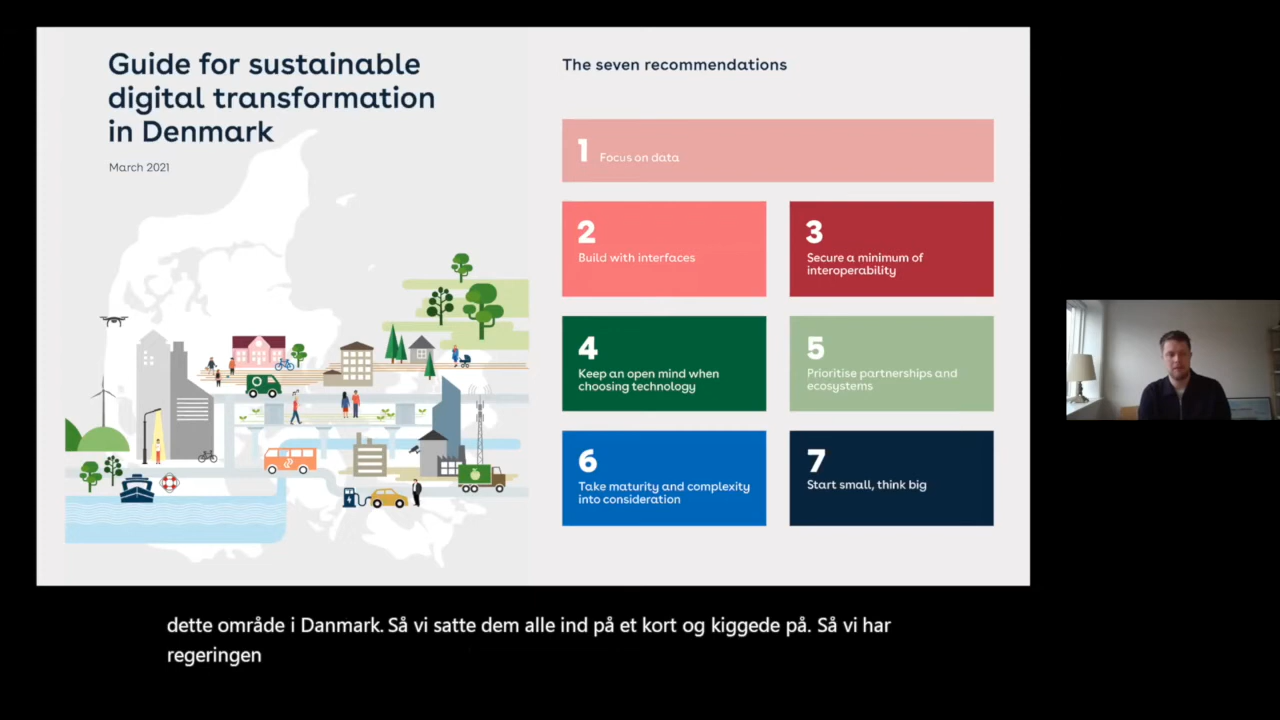 Guide for sustainable
digital transformation
in Denmark
March 2021
The seven recommendations
1 Focus on data
2
Build with interfaces
3
Secure a minimum of
interoperability
4
Keep an open mind when
choosing technology
5
Prioritise partnerships and
ecosystems
6
Take maturity and complexity
into consideration
7
Start small, think big
dette område i Danmark. Så vi satte dem alle ind på et kort og kiggede på. Så vi har
regeringen